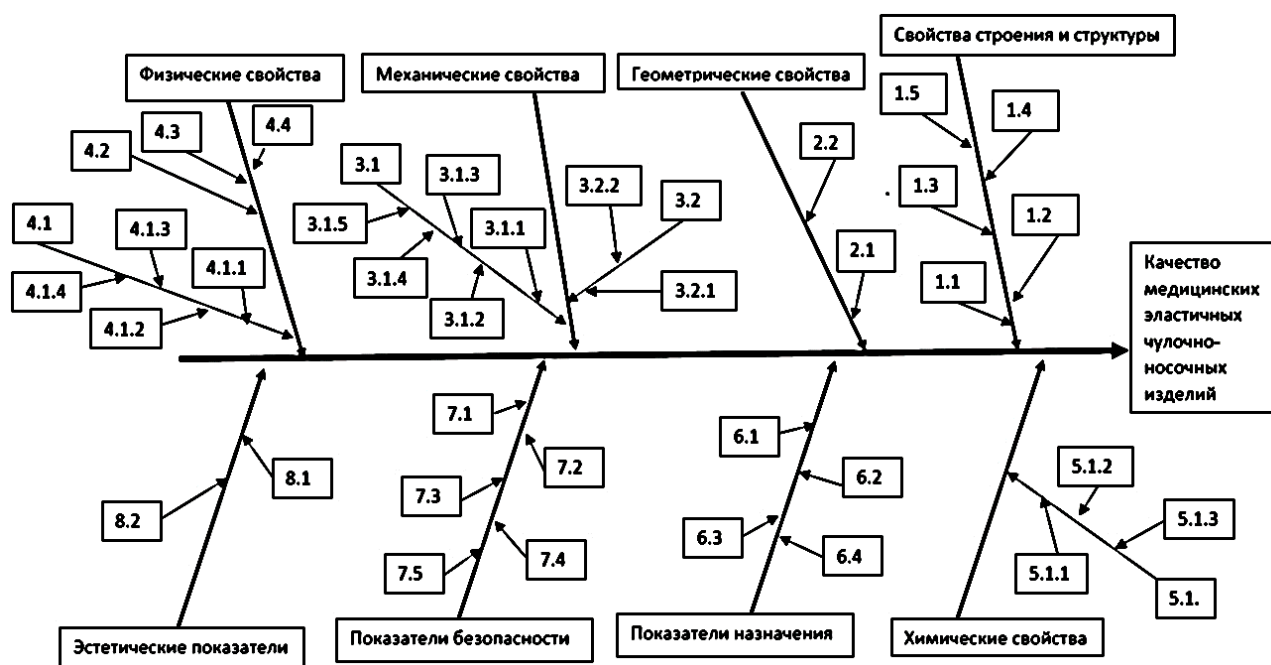 Свойства строения и структуры
Физические свойства
Механические свойства
Геометрические свойства
4.4
4.3
4.2
4.1
4.1.3
4.1.1
4.1.4
4.1.2
3.1
3.1.3
3.1.5
3.1.1
3.1.4
3.1.2
3.2.2
3.2
3.2.1
2.2
2.1
1.5
1.4
1.3
1.2
1.1
Качество
медицинских
эластичных
чулочно-
носочных
изделий
8.1
8.2
7.1
7.2
7.3
7.4
7.5
6.1
6.2
6.3
6.4
5.1.2
5.1.3
5.1.1
5.1.
Эстетические показатели
Показатели безопасности
Показатели назначения
Химические свойства